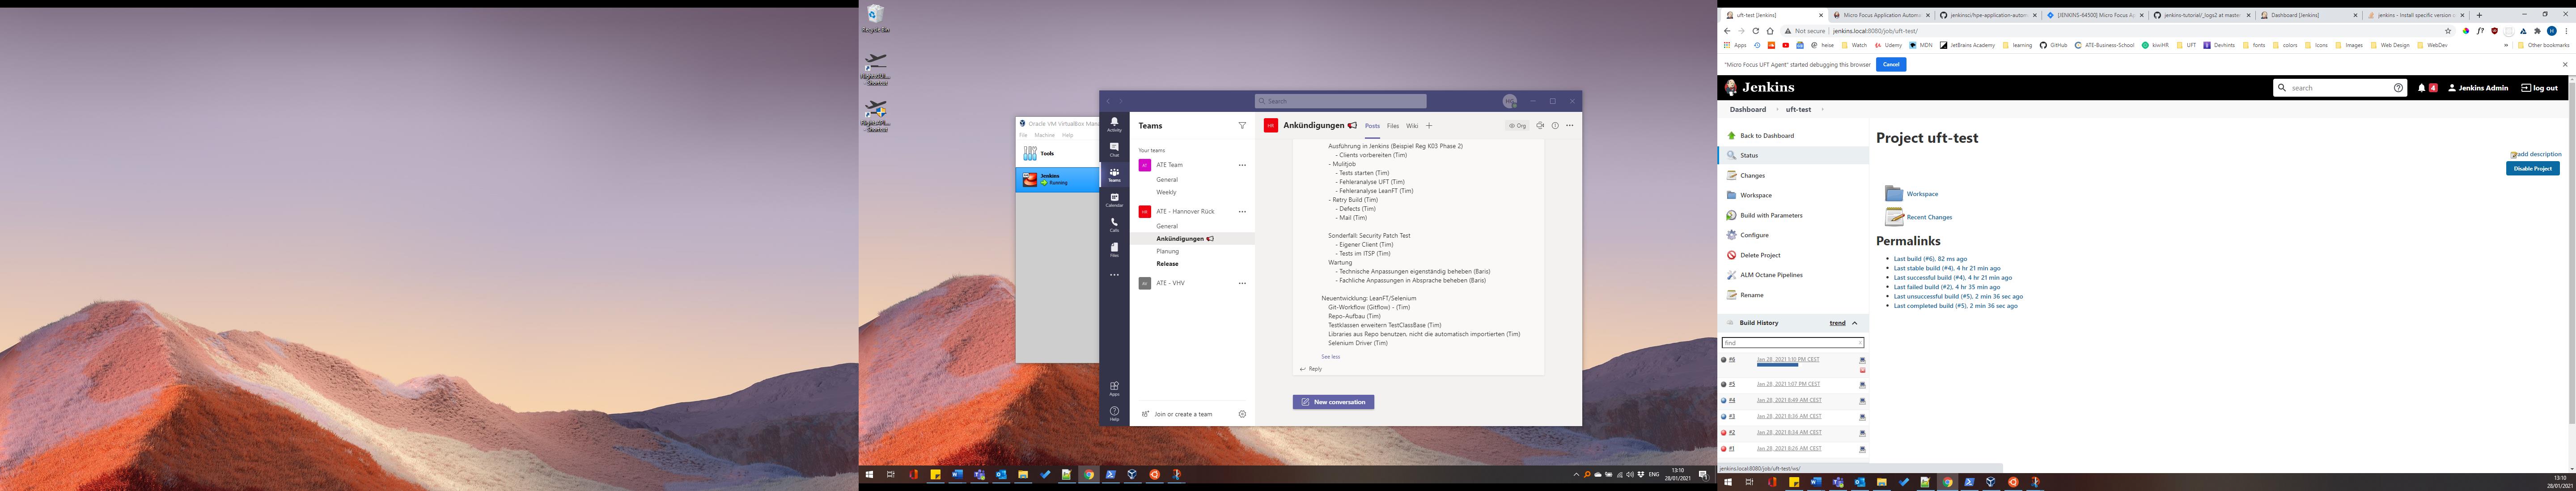 Recycle Bin
- Shortcut
- Shortcut
Oracle VM VirtualBox Mana
File Machine Help
Tools
Jenkins
Running
Search
HG
Activity
Chat
Teams
Calendar
Calls
Files
Apps
Help
Teams
Your teams
ATE Team
General
Weekly
ATE - Hannover Rück
General
Ankündigungen
Planung
Release
ATE - VHV
Join or create a team
Ankündigungen Posts Files Wiki Org
Ausführung in Jenkins (Beispiel Reg K03 Phase 2)
- Clients vorbereiten (Tim)
- Mulitjob
- Tests starten (Tim)
- Fehleranalyse UFT (Tim)
- Fehleranalyse LeanFT (Tim)
- Retry Build (Tim)
- Defects (Tim)
- Mail (Tim)
Sonderfall: Security Patch Test
- Eigener Client (Tim)
- Tests im ITSP (Tim)
Wartung
- Technische Anpassungen eigenständig beheben (Baris)
- Fachliche Anpassungen in Absprache beheben (Baris)
Neuentwicklung: LeanFT/Selenium
Git-Workflow (Gitflow) - (Tim)
Repo-Aufbau (Tim)
Testklassen erweitern TestClassBase (Tim)
Libraries aus Repo benutzen, nicht die automatisch importierten (Tim)
Selenium Driver (Tim)
See less
Reply
New conversation
ENG
13:10
28/01/2021
uft-test [Jenkins] Micro Focus Application Automa jenkinsci/hpe-application-autom [JENKINS-64500] Micro Focus Ap jenkins-tutorial/_logs2 at master Dashboard [Jenkins] jenkins - Install specific version o
Not secure jenkins.local:8080/job/uft-test/
Apps heise Watch Udemy MDN JetBrains Academy learning GitHub ATE-Business-School kiwiHR UFT Devhints fonts colors Icons Images Web Design WebDev Other bookmarks
"Micro Focus UFT Agent" started debugging this browser Cancel
Jenkins search 4 Jenkins Admin log out
Dashboard uft-test
Back to Dashboard
Status
Changes
Workspace
Build with Parameters
Configure
Delete Project
ALM Octane Pipelines
Rename
Build History trend
find
#6 Jan 28, 2021 1:10 PM CEST
#5 Jan 28, 2021 1:07 PM CEST
#4 Jan 28, 2021 8:49 AM CEST
#3 Jan 28, 2021 8:36 AM CEST
#2 Jan 28, 2021 8:34 AM CEST
#1 Jan 28, 2021 8:26 AM CEST
Project uft-test
add description
Disable Project
Workspace
Recent Changes
Permalinks
Last build (#6), 82 ms ago
Last stable build (#4), 4 hr 21 min ago
Last successful build (#4), 4 hr 21 min ago
Last failed build (#2), 4 hr 35 min ago
Last unsuccessful build (#5), 2 min 36 sec ago
Last completed build (#5), 2 min 36 sec ago
jenkins.local:8080/job/uft-test/ws/
13:10
28/01/2021